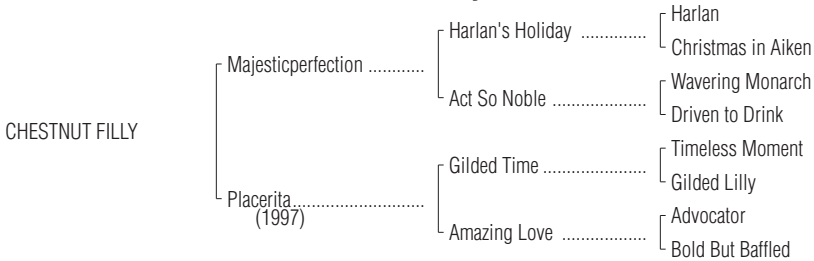 Harlan
Harlan's Holiday ..............
Christmas in Aiken
Majesticperfection ............
Wavering Monarch
Act So Noble ....................
Driven to Drink
CHESTNUT FILLY
Timeless Moment
Gilded Time ......................
Gilded Lilly
Placerita............................
(1997)
Advocator
Amazing Love ..................
Bold But Baffled